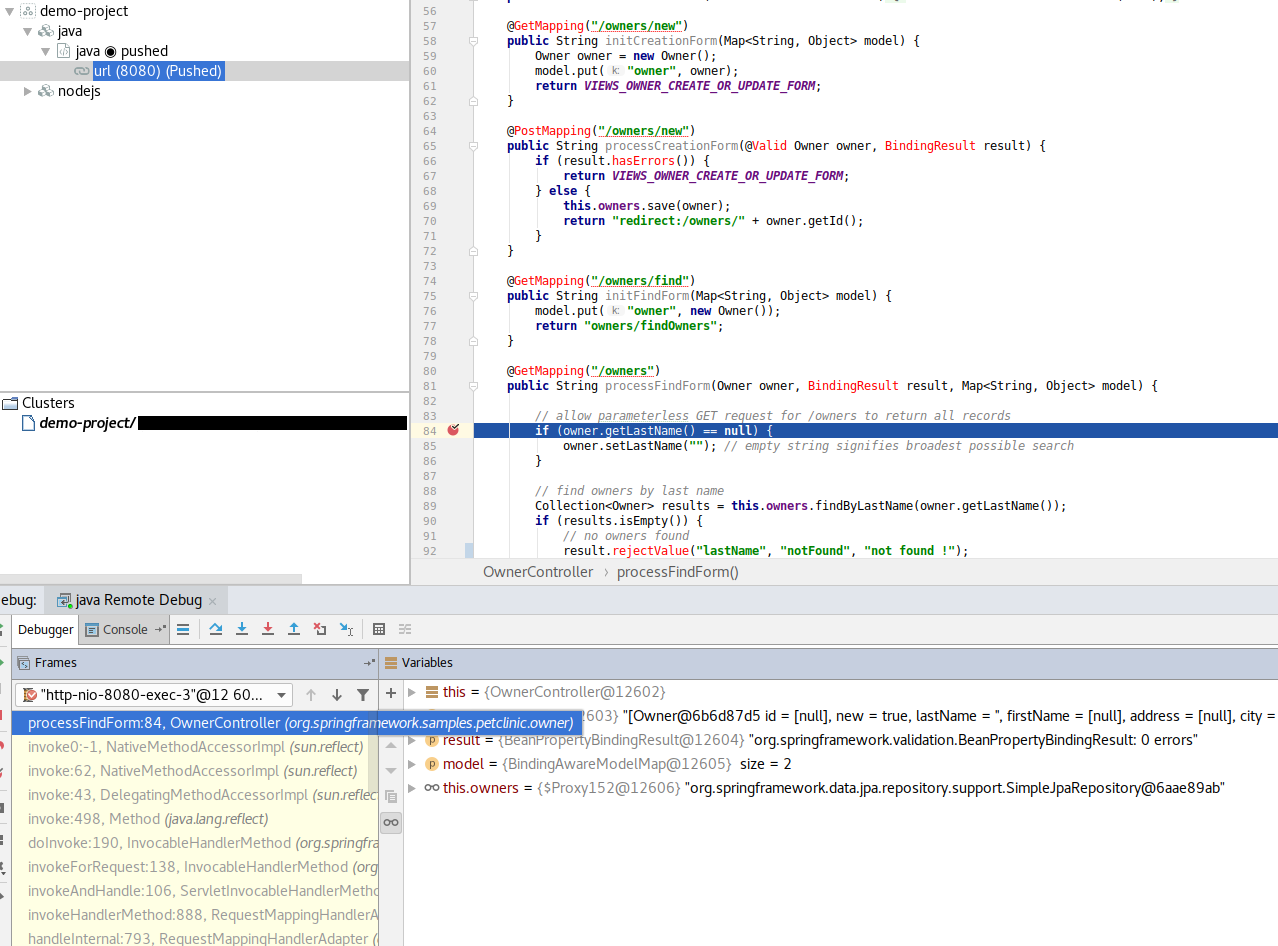 demo-project
java
java ◉ pushed
url (8080) (Pushed)
nodejs
Clusters
demo-project/
56
57 @GetMapping("/owners/new")
58 public String initCreationForm(Map<String, Object> model) {
59 Owner owner = new Owner();
60 model.put( k: "owner", owner);
61 return VIEWS_OWNER_CREATE_OR_UPDATE_FORM;
62 }
63
64 @PostMapping("/owners/new")
65 public String processCreationForm(@Valid Owner owner, BindingResult result) {
66 if (result.hasErrors()) {
67 return VIEWS_OWNER_CREATE_OR_UPDATE_FORM;
68 } else {
69 this.owners.save(owner);
70 return "redirect:/owners/" + owner.getId();
71 }
72 }
73
74 @GetMapping("/owners/find")
75 public String initFindForm(Map<String, Object> model) {
76 model.put( k: "owner", new Owner());
77 return "owners/findOwners";
78 }
79
80 @GetMapping("/owners")
81 public String processFindForm(Owner owner, BindingResult result, Map<String, Object> model) {
82
83 // allow parameterless GET request for /owners to return all records
84 if (owner.getLastName() == null) {
85 owner.setLastName(""); // empty string signifies broadest possible search
86 }
87
88 // find owners by last name
89 Collection<Owner> results = this.owners.findByLastName(owner.getLastName());
90 if (results.isEmpty()) {
91 // no owners found
92 result.rejectValue("lastName", "notFound", "not found !");
OwnerController › processFindForm()
ebug: java Remote Debug ×
Debugger Console
Frames
"http-nio-8080-exec-3"@12 60...
processFindForm:84, OwnerController (org.springframework.samples.petclinic.owner)
invoke0:-1, NativeMethodAccessorImpl (sun.reflect)
invoke:62, NativeMethodAccessorImpl (sun.reflect)
invoke:43, DelegatingMethodAccessorImpl (sun.reflec
invoke:498, Method (java.lang.reflect)
doInvoke:190, InvocableHandlerMethod (org.springfra
invokeForRequest:138, InvocableHandlerMethod (org
invokeAndHandle:106, ServletInvocableHandlerMetho
invokeHandlerMethod:888, RequestMappingHandlerA
handleInternal:793, RequestMappingHandlerAdapter (
Variables
this = {OwnerController@12602}
2603} "[Owner@6b6d87d5 id = [null], new = true, lastName = '', firstName = [null], address = [null], city =
result = {BeanPropertyBindingResult@12604} "org.springframework.validation.BeanPropertyBindingResult: 0 errors"
model = {BindingAwareModelMap@12605} size = 2
this.owners = {$Proxy152@12606} "org.springframework.data.jpa.repository.support.SimpleJpaRepository@6aae89ab"